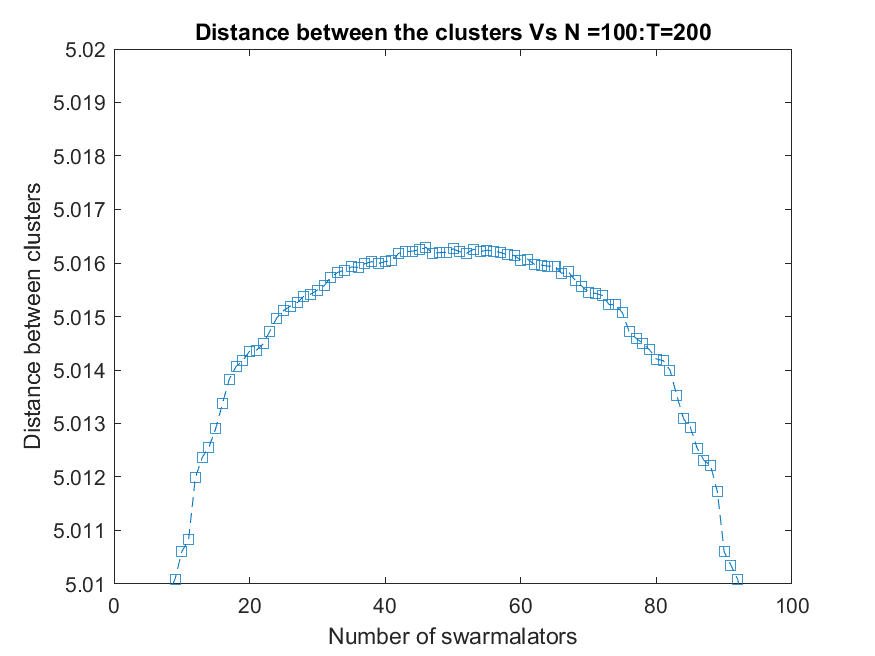 Distance between the clusters Vs N =100:T=200
5.02
5.019
5.018
5.017
5.016
5.015
5.014
5.013
5.012
5.011
5.01
Distance between clusters
0 20 40 60 80 100
Number of swarmalators